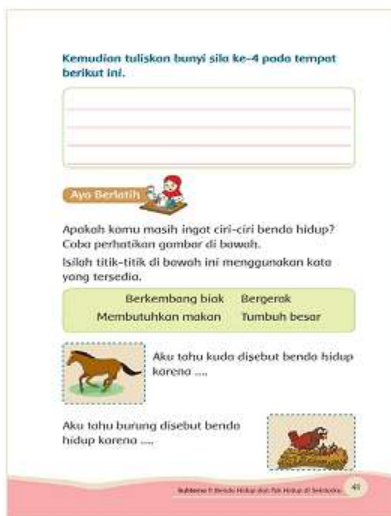 Kemudian tuliskan bunyi sila ke-4 pada tempat
berikut ini.
Ayo Berlatih
Apakah kamu masih ingat ciri-ciri benda hidup?
Coba perhatikan gambar di bawah.
Isilah titik-titik di bawah ini menggunakan kata
yang tersedia.
Berkembang biak Bergerak
Membutuhkan makan Tumbuh besar
Aku tahu kuda disebut benda hidup
karena ....
Aku tahu burung disebut benda
hidup karena ....
Subtema 1: Benda Hidup dan Tak Hidup di Sekitarku 41